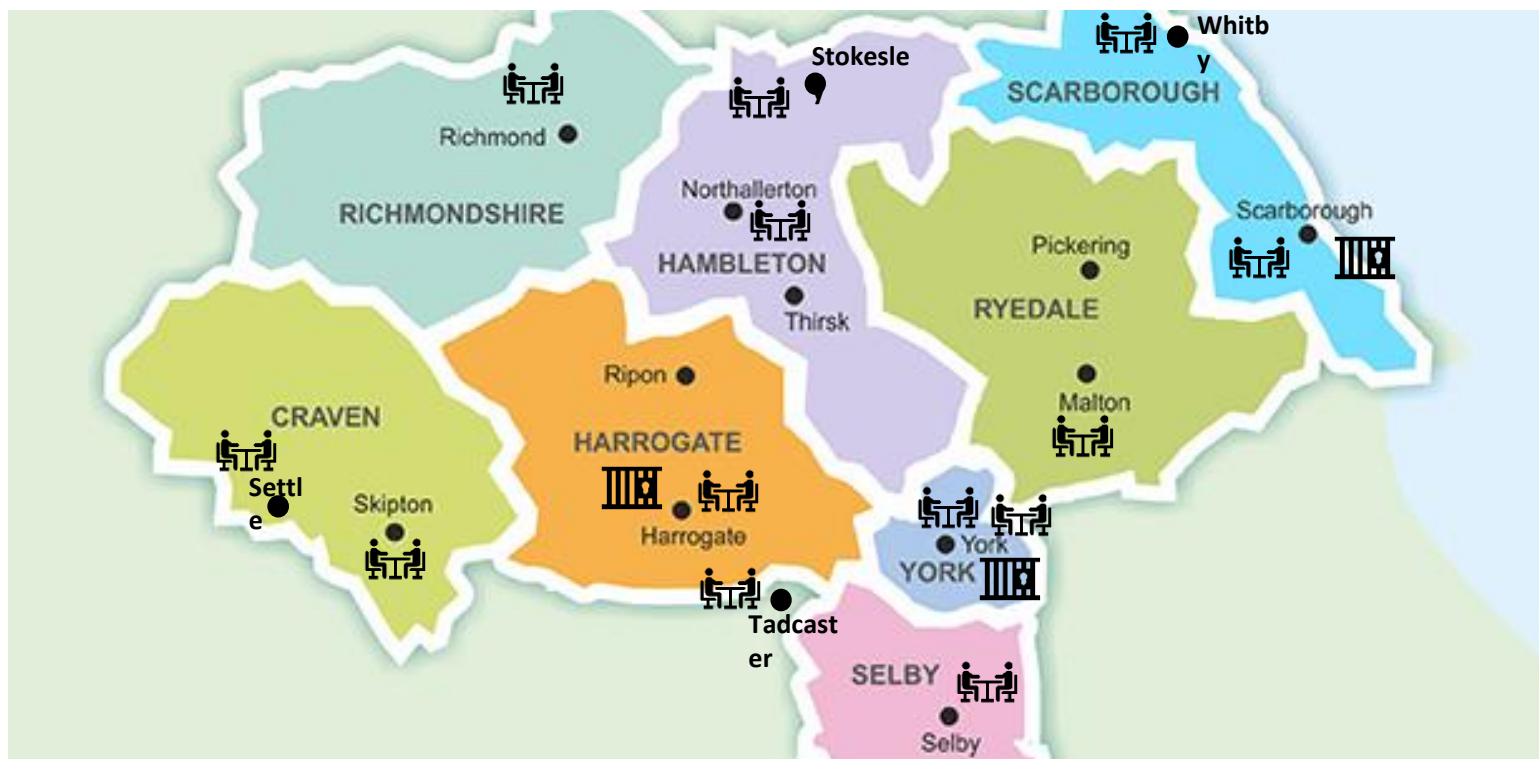 Whitb
y
Stokesle
SCARBOROUGH
Richmond
Northallerton
RICHMONDSHIRE
Scarborough
Pickering
HAMBLETON
RYEDALE
Thirsk
Ripon
Malton
CRAVEN
HARROGATE
Settl
e
Skipton
Harrogate
York
YORK
Tadcast
er
SELBY
Selby